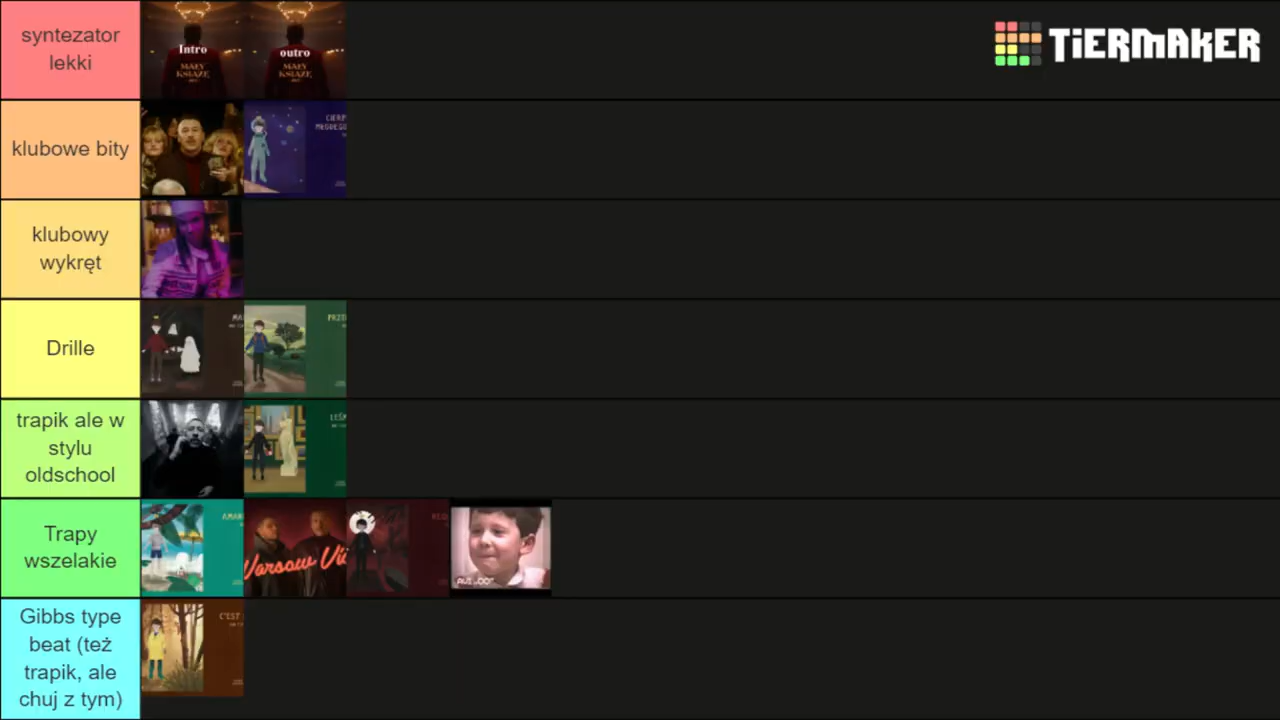 syntezator
lekki
Intro
MAŁY
KSIĄŻĘ
outro
MAŁY
KSIĄŻĘ
TIERMAKER
klubowe bity
klubowy
wykręt
Drille
trapik ale w
stylu
oldschool
Trapy
wszelakie
Warsaw
Gibbs type
beat (też
trapik, ale
chuj z tym)
C'EST